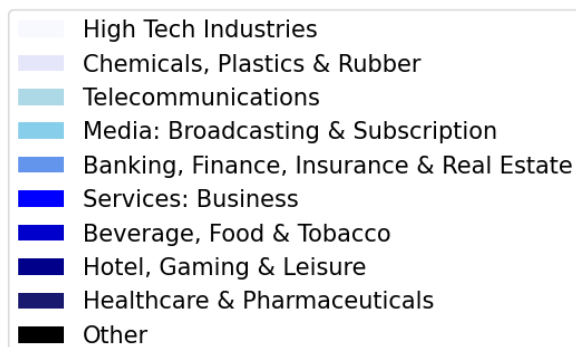 High Tech Industries
Chemicals, Plastics & Rubber
Telecommunications
Media: Broadcasting & Subscription
Banking, Finance, Insurance & Real Estate
Services: Business
Beverage, Food & Tobacco
Hotel, Gaming & Leisure
Healthcare & Pharmaceuticals
Other